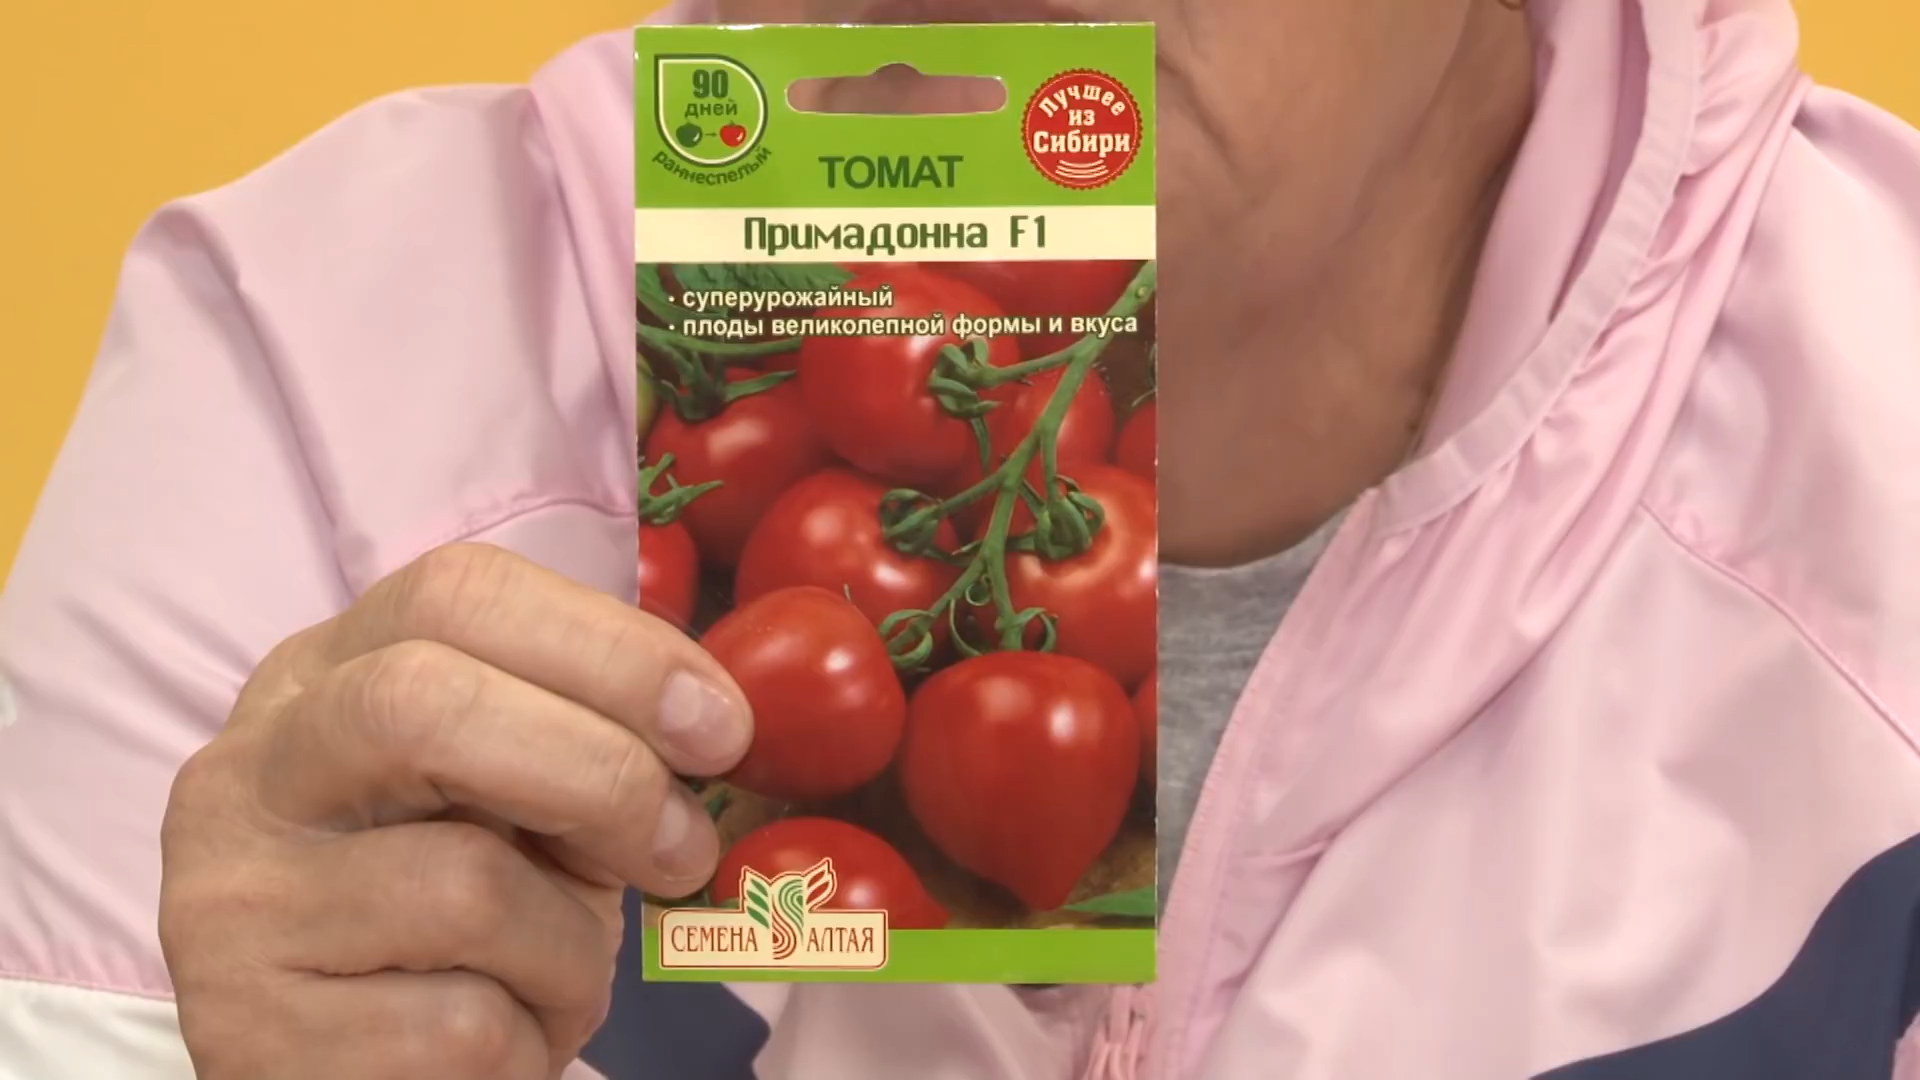 90
дней
раннеспелый
Лучшее
из
Сибири
ТОМАТ
Примадонна F1
· суперурожайный
· плоды великолепной формы и вкуса
СЕМЕНА АЛТАЯ